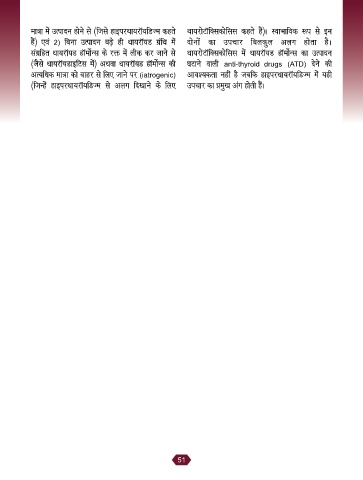 मात्रा में उत्पादन होने से (जिसे हाइपरथायरॉयडिज्म कहते
हैं) एवं 2) बिना उत्पादन बढ़े ही थायरॉयड ग्रंथि में
संग्रहित थायरॉयड हॉर्मोन्स के रक्त में लीक कर जाने से
(जैसे थायरॉयडाइटिस में) अथवा थायरॉयड हॉर्मोन्स की
अत्यधिक मात्रा को बाहर से लिए जाने पर (iatrogenic)
(जिन्हें हाइपरथायरॉयडिज्म से अलग दिखाने के लिए
थायरोटॉक्सिकोसिस कहते हैं)। स्वाभाविक रूप से इन
दोनों का उपचार बिलकुल अलग होता है।
थायरोटॉक्सिकोसिस में थायरॉयड हॉर्मोन्स का उत्पादन
घटाने वाली anti-thyroid drugs (ATD) देने की
आवश्यकता नहीं है जबकि हाइपरथायरॉयडिज्म में यही
उपचार का प्रमुख अंग होती हैं।
51